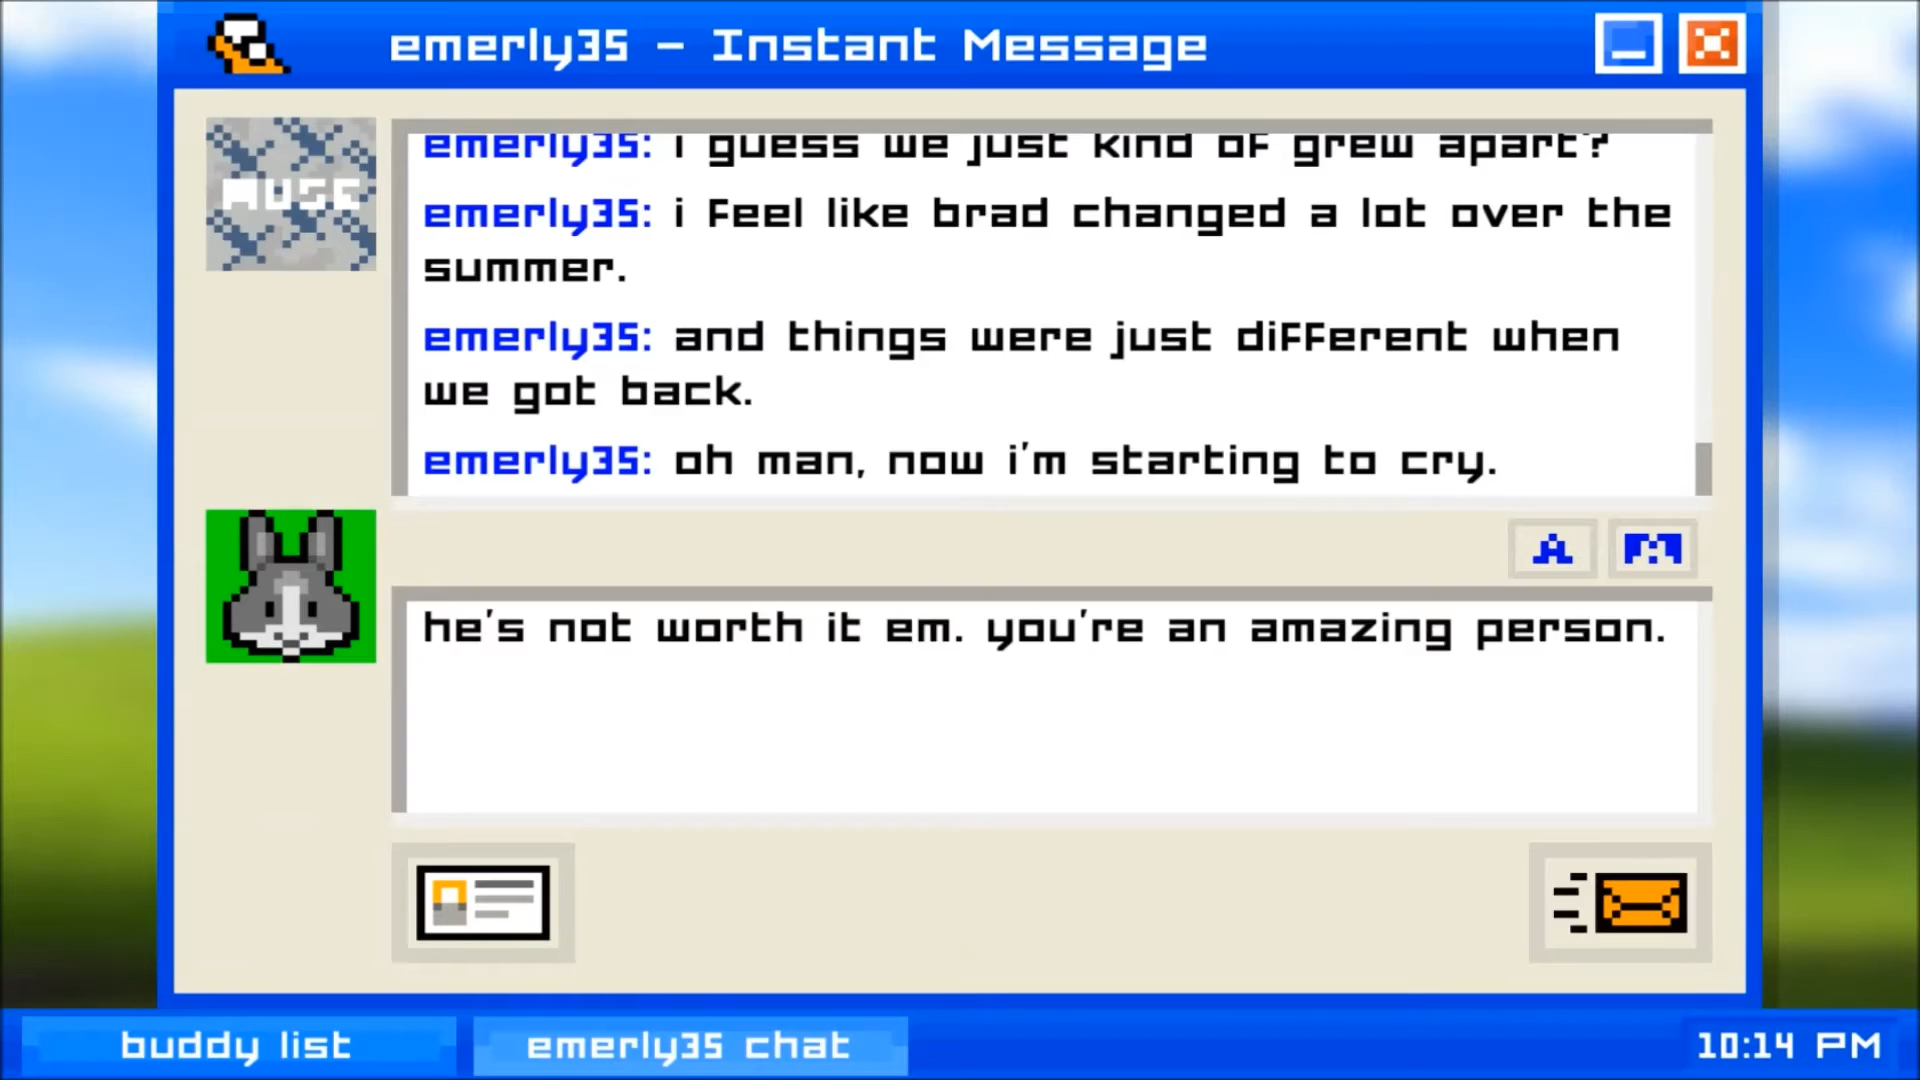 emerly35 - Instant Message
MUSE
emerly35: i guess we just kind of grew apart?
emerly35: i feel like brad changed a lot over the
summer.
emerly35: and things were just different when
we got back.
emerly35: oh man, now i'm starting to cry.
A
he's not worth it em. you're an amazing person.
buddy list
emerly35 chat
10:14 PM